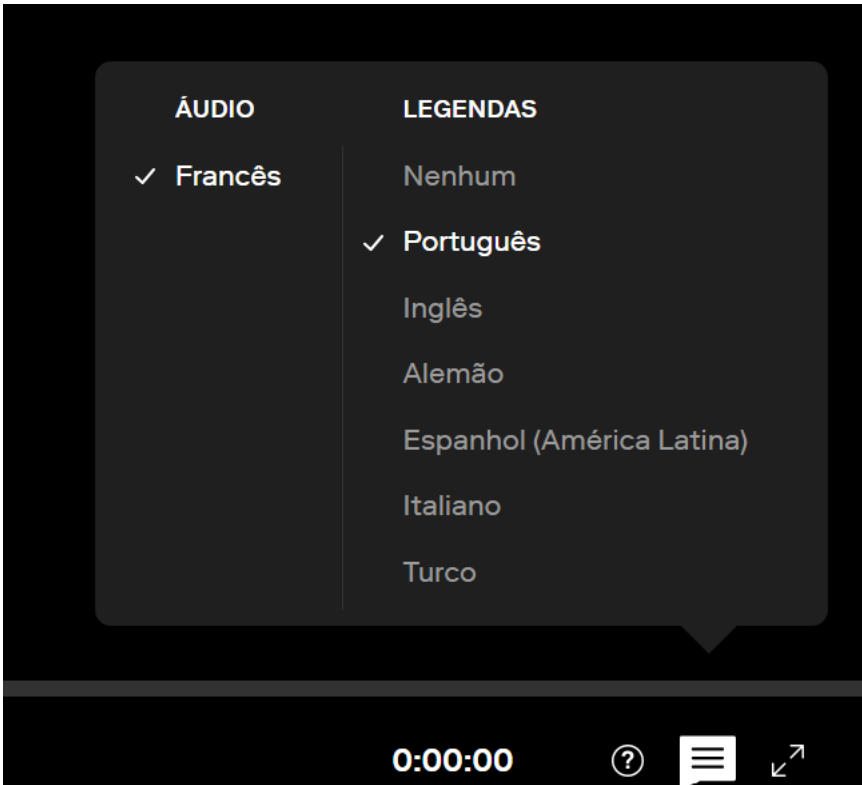 ÁUDIO
Francês
LEGENDAS
Nenhum
Português
Inglês
Alemão
Espanhol (América Latina)
Italiano
Turco
0:00:00
?